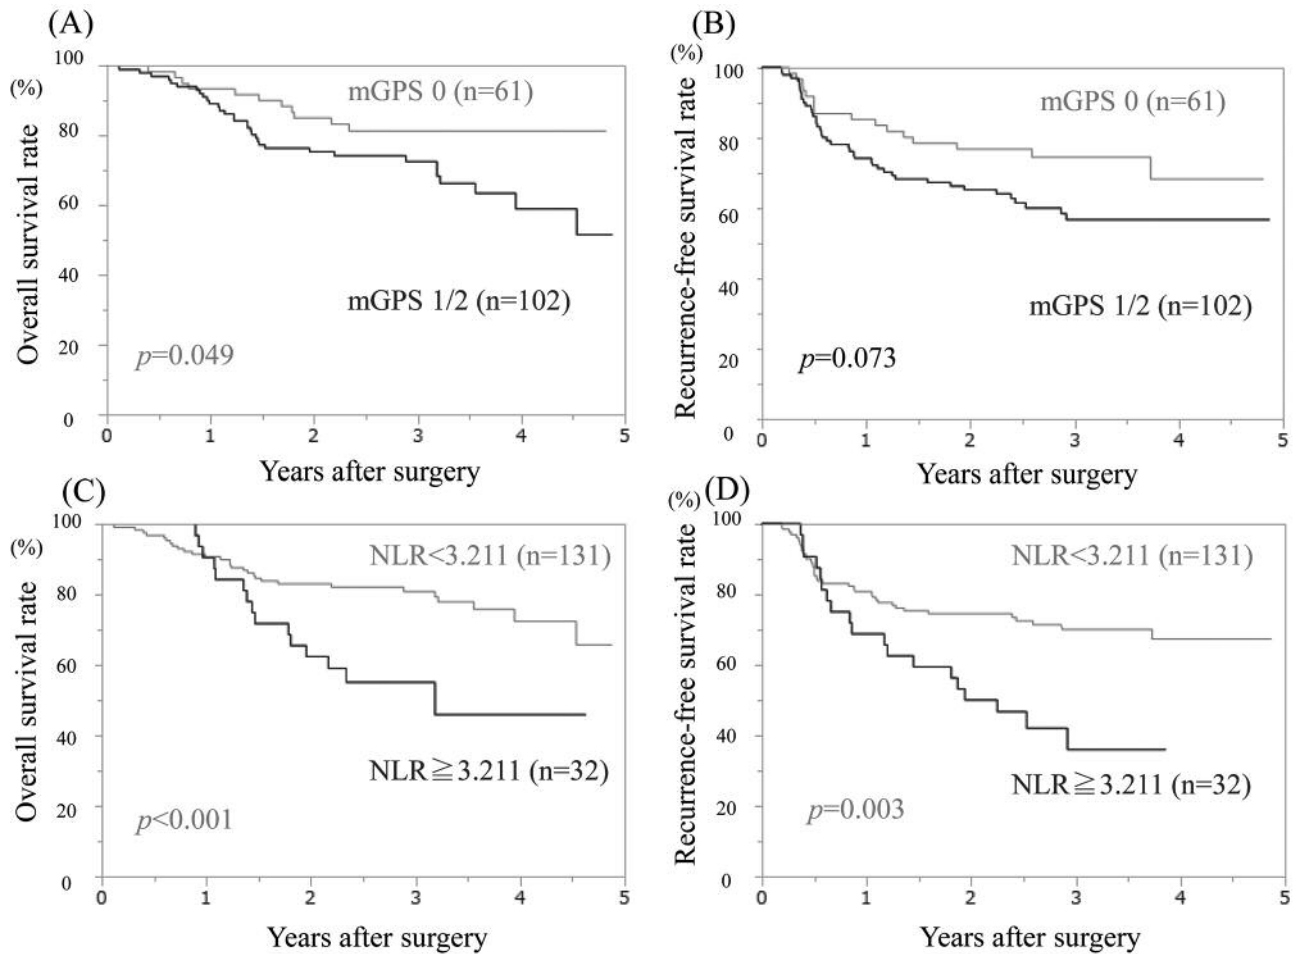 (A)
100
(%)
80
60
40
20
0
Overall survival rate
mGPS 0 (n=61)
mGPS 1/2 (n=102)
p=0.049
0 1 2 3 4 5
Years after surgery
(B)
(%)
100
80
60
40
20
0
Recurrence-free survival rate
mGPS 0 (n=61)
mGPS 1/2 (n=102)
p=0.073
0 1 2 3 4 5
Years after surgery
(C)
100
(%)
80
60
40
20
0
Overall survival rate
NLR<3.211 (n=131)
NLR≧3.211 (n=32)
p<0.001
0 1 2 3 4 5
Years after surgery
(D)
(%)
100
80
60
40
20
0
Recurrence-free survival rate
NLR<3.211 (n=131)
NLR≧3.211 (n=32)
p=0.003
0 1 2 3 4 5
Years after surgery